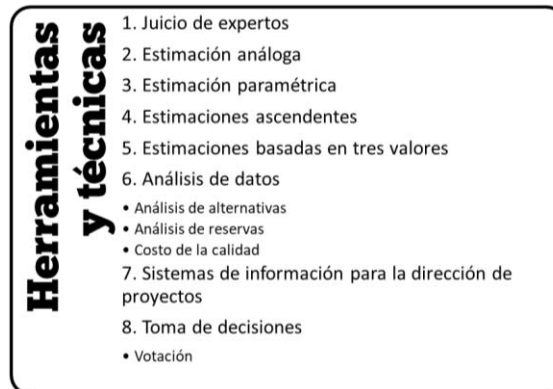 Herramientas
y técnicas
1. Juicio de expertos
2. Estimación análoga
3. Estimación paramétrica
4. Estimaciones ascendentes
5. Estimaciones basadas en tres valores
6. Análisis de datos
• Análisis de alternativas
• Análisis de reservas
• Costo de la calidad
7. Sistemas de información para la dirección de
proyectos
8. Toma de decisiones
• Votación